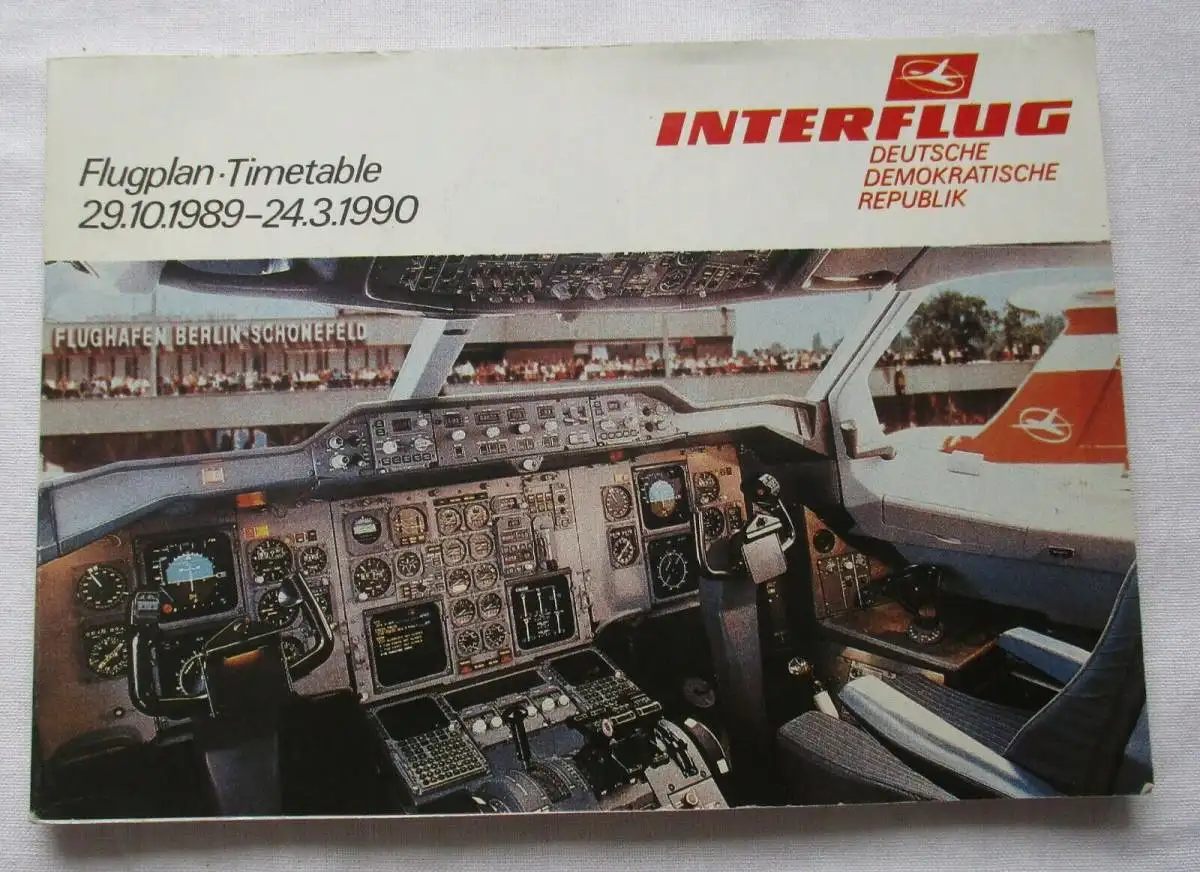 Flugplan·Timetable
29.10.1989–24.3.1990
INTERFLUG
DEUTSCHE
DEMOKRATISCHE
REPUBLIK
FLUGHAFEN BERLIN-SCHÖNEFELD